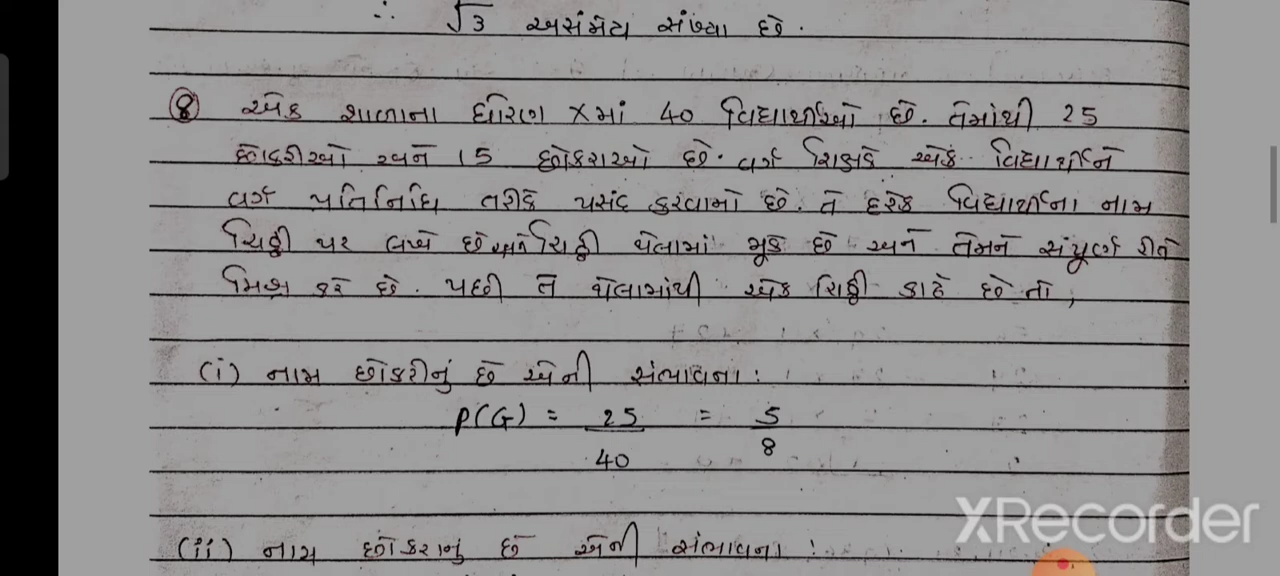 ∴ √3 અસંમેય સંખ્યા છે.
(8) એક શાળાના ધોરણ X માં 40 વિદ્યાર્થીઓ છે. તેમાંથી 25
છોકરીઓ અને 15 છોકરાઓ છે. વર્ગ શિક્ષકે એક વિદ્યાર્થીને
વર્ગ પ્રતિનિધિ તરીકે પસંદ કરવાનો છે. તે દરેક વિદ્યાર્થીના નામ
ચિઠ્ઠી પર લખે છે અને ચિઠ્ઠી થેલામાં મૂકે છે અને તેમને સંપૂર્ણ રીતે
મિશ્ર કરે છે. પછી તે થેલામાંથી એક ચિઠ્ઠી કાઢે છે તો,
(i) નામ છોકરીનું છે એની સંભાવના:
P(G) = 25/40 = 5/8
(ii) નામ છોકરાનું છે એની સંભાવના:
XRecorder